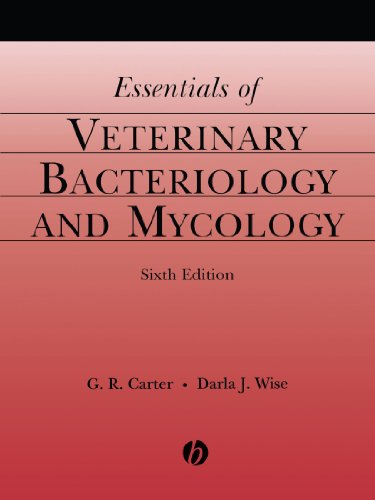 Essentials of
VETERINARY
BACTERIOLOGY
AND MYCOLOGY
Sixth Edition
G. R. Carter • Darla J. Wise
b